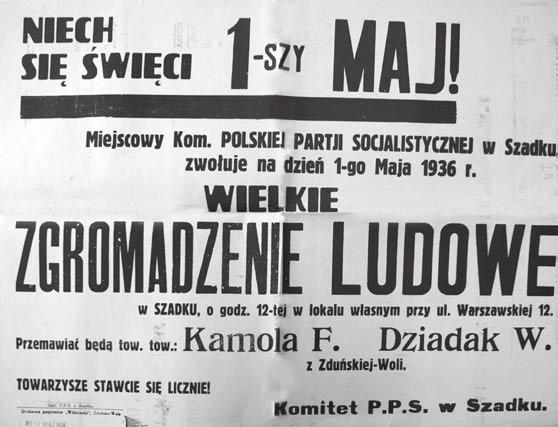 NIECH
SIĘ ŚWIĘCI 1-SZY MAJ!
Miejscowy Kom. POLSKIEJ PARTJI SOCJALISTYCZNEJ w Szadku,
zwołuje na dzień 1-go Maja 1936 r.
WIELKIE
ZGROMADZENIE LUDOWE
w SZADKU, o godz. 12-tej w lokalu własnym przy ul. Warszawskiej 12.
Przemawiać będą tow. tow.: Kamola F. Dziadak W.
z Zduńskiej-Woli.
TOWARZYSZE STAWCIE SIĘ LICZNIE!
Komitet P.P.S. w Szadku.
P.P.S. w Szadku
Drukarnia